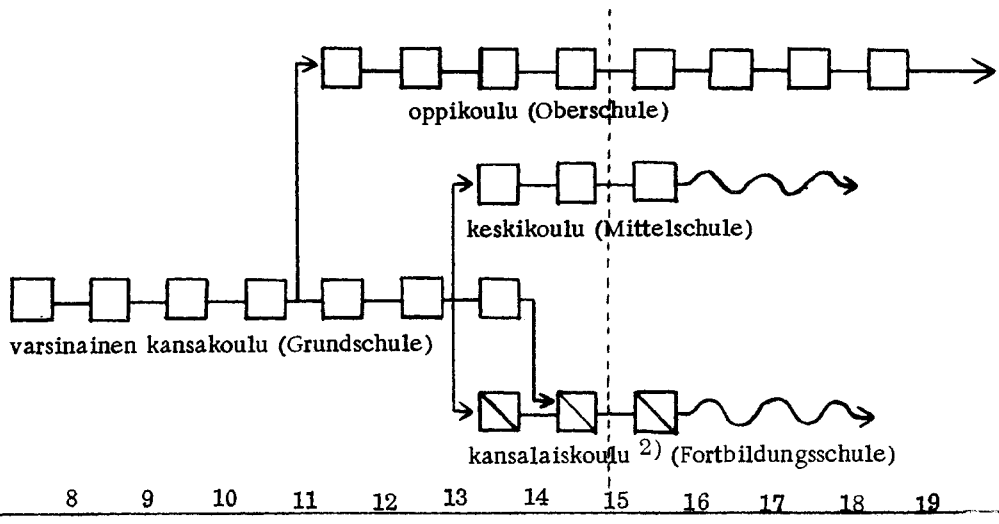 oppikoulu (Oberschule)
keskikoulu (Mittelschule)
varsinainen kansakoulu (Grundschule)
kansalaiskoulu 2) (Fortbildungsschule)
8 9 10 11 12 13 14 15 16 17 18 19